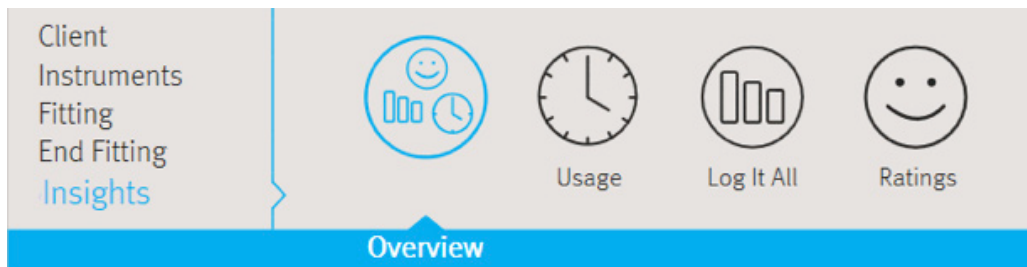 Client
Instruments
Fitting
End Fitting
Insights
Usage
Log It All
Ratings
Overview